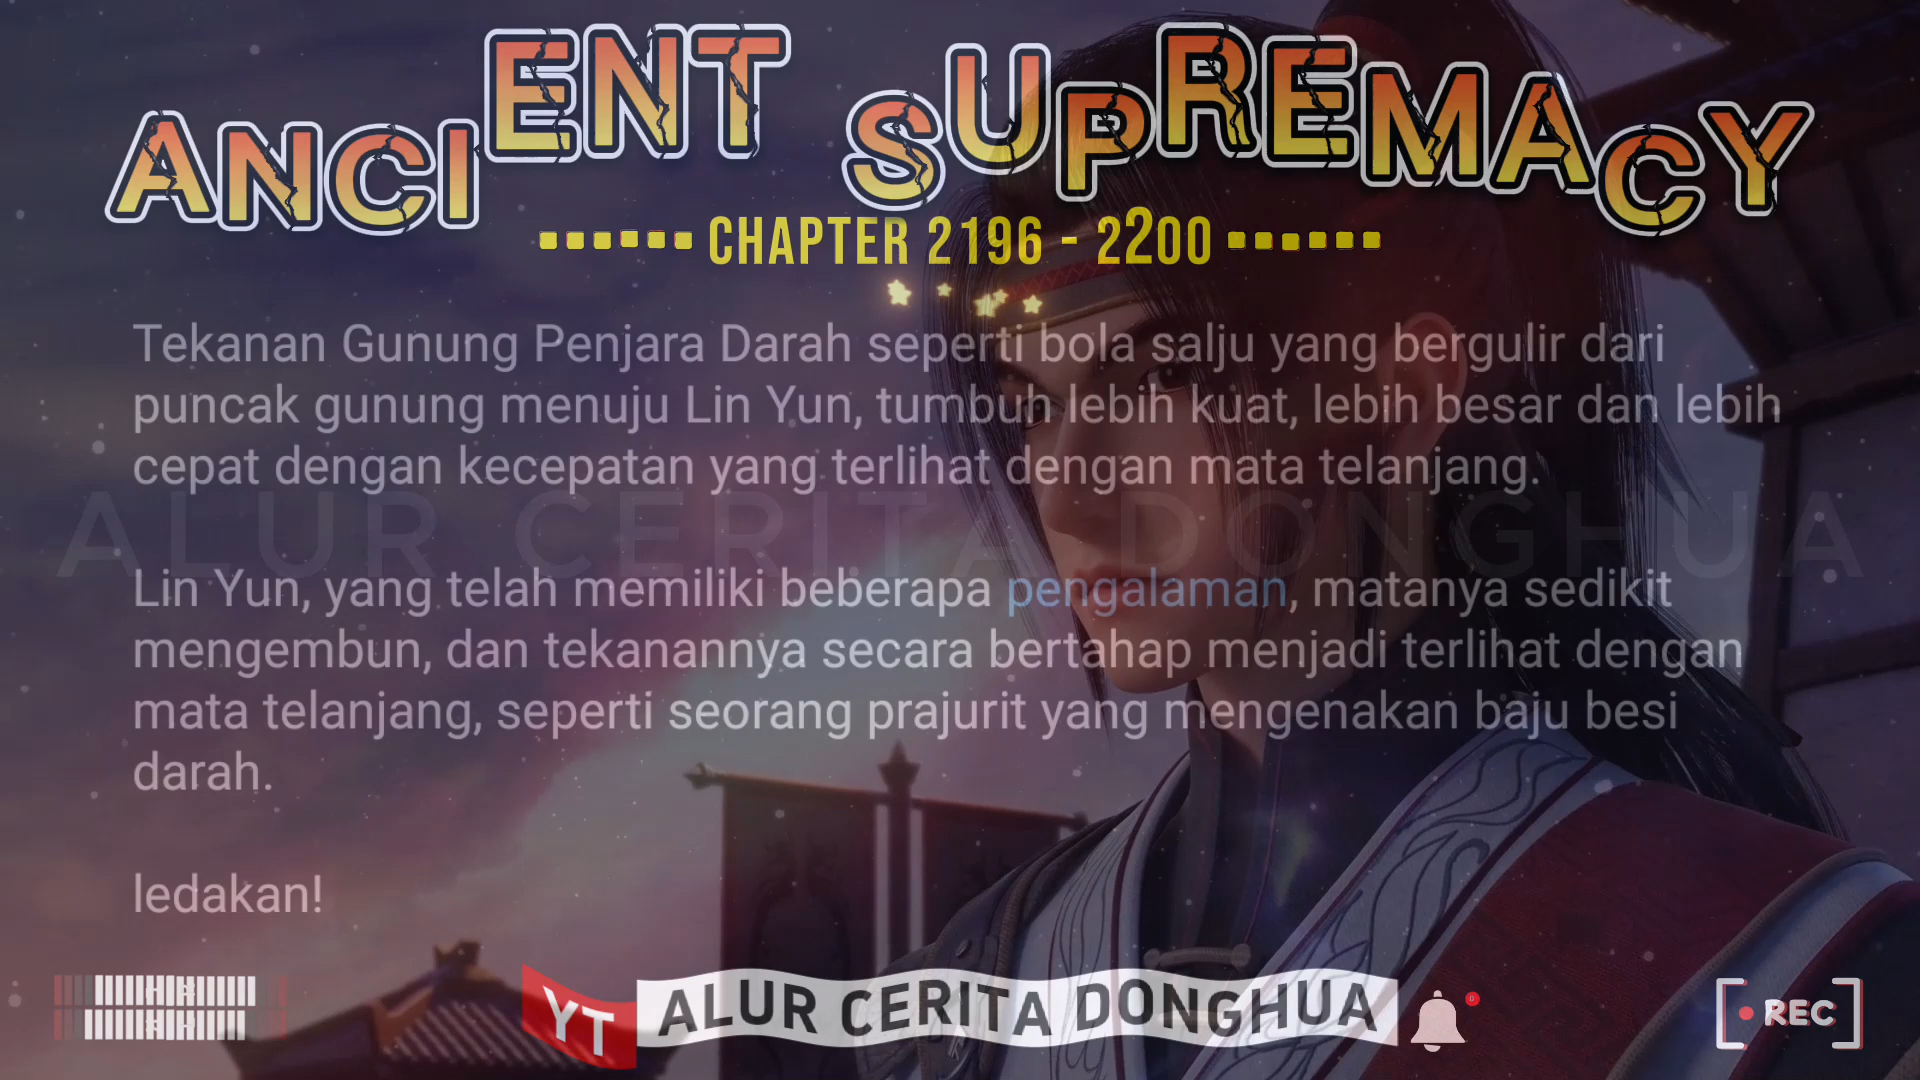 ANCIENT SUPREMACY
CHAPTER 2196 - 2200
Tekanan Gunung Penjara Darah seperti bola salju yang bergulir dari
puncak gunung menuju Lin Yun, tumbuh lebih kuat, lebih besar dan lebih
cepat dengan kecepatan yang terlihat dengan mata telanjang.
ALUR CERITA DONGHUA
Lin Yun, yang telah memiliki beberapa pengalaman, matanya sedikit
mengembun, dan tekanannya secara bertahap menjadi terlihat dengan
mata telanjang, seperti seorang prajurit yang mengenakan baju besi
darah.
ledakan!
YT ALUR CERITA DONGHUA
REC